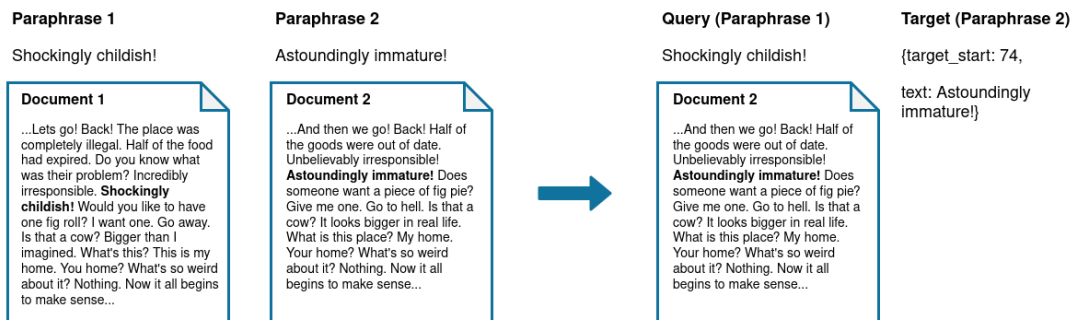 Paraphrase 1
Shockingly childish!
Document 1
...Lets go! Back! The place was
completely illegal. Half of the food
had expired. Do you know what
was their problem? Incredibly
irresponsible. Shockingly
childish! Would you like to have
one fig roll? I want one. Go away.
Is that a cow? Bigger than I
imagined. What's this? This is my
home. You home? What's so weird
about it? Nothing. Now it all begins
to make sense...
Paraphrase 2
Astoundingly immature!
Document 2
...And then we go! Back! Half of
the goods were out of date.
Unbelievably irresponsible!
Astoundingly immature! Does
someone want a piece of fig pie?
Give me one. Go to hell. Is that a
cow? It looks bigger in real life.
What is this place? My home.
Your home? What's so weird
about it? Nothing. Now it all
begins to make sense...
Query (Paraphrase 1)
Shockingly childish!
Document 2
...And then we go! Back! Half of
the goods were out of date.
Unbelievably irresponsible!
Astoundingly immature! Does
someone want a piece of fig pie?
Give me one. Go to hell. Is that a
cow? It looks bigger in real life.
What is this place? My home.
Your home? What's so weird
about it? Nothing. Now it all
begins to make sense...
Target (Paraphrase 2)
{target_start: 74,
text: Astoundingly
immature!}